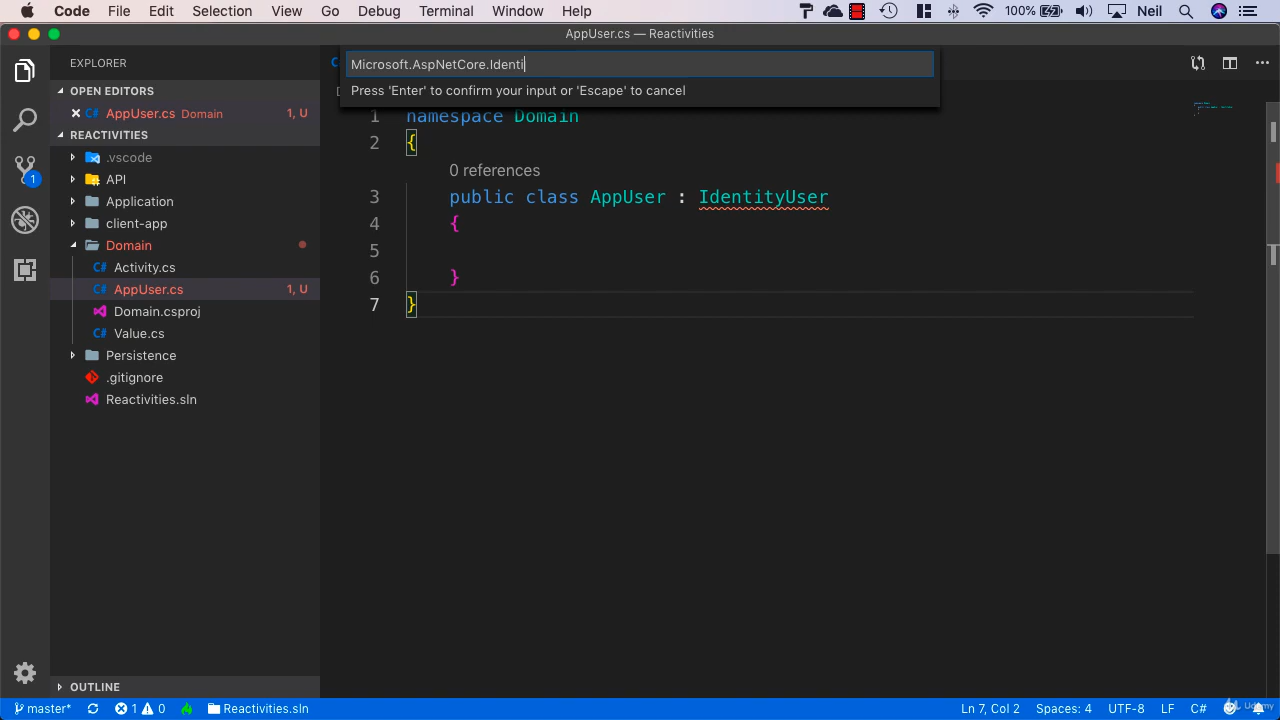 Code File Edit Selection View Go Debug Terminal Window Help 100% Neil
AppUser.cs — Reactivities
EXPLORER
Microsoft.AspNetCore.Identi
Press 'Enter' to confirm your input or 'Escape' to cancel
OPEN EDITORS
AppUser.cs Domain 1, U
REACTIVITIES
.vscode
API
Application
client-app
Domain
Activity.cs
AppUser.cs 1, U
Domain.csproj
Value.cs
Persistence
.gitignore
Reactivities.sln
OUTLINE
1 namespace Domain
2 {
0 references
3 public class AppUser : IdentityUser
4 {
5
6 }
7 }
1
master* 1 0 Reactivities.sln Ln 7, Col 2 Spaces: 4 UTF-8 LF C#
Udemy